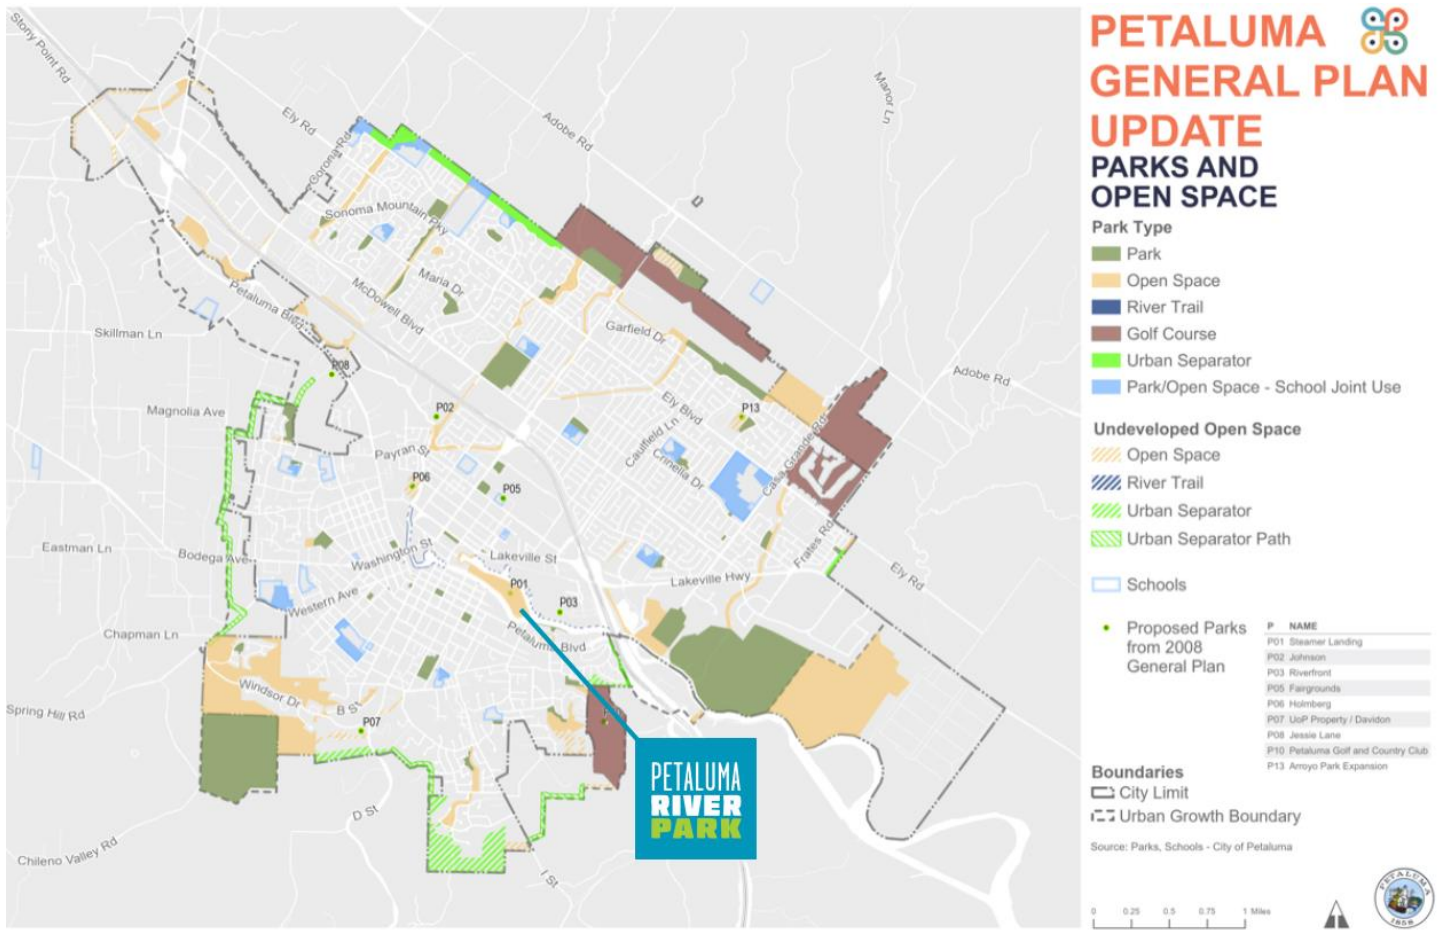 PETALUMA
GENERAL PLAN
UPDATE
PARKS AND
OPEN SPACE
Park Type
Park
Open Space
River Trail
Golf Course
Urban Separator
Park/Open Space - School Joint Use
Undeveloped Open Space
Open Space
River Trail
Urban Separator
Urban Separator Path
Schools
Proposed Parks
from 2008
General Plan
P NAME
P01 Steamer Landing
P02 Johnson
P03 Riverfront
P05 Fairgrounds
P06 Holmberg
P07 UoP Property / Davidon
P08 Jessie Lane
P10 Petaluma Golf and Country Club
P13 Arroyo Park Expansion
Boundaries
City Limit
Urban Growth Boundary
Source: Parks, Schools - City of Petaluma
0 0.25 0.5 0.75 1 Miles
PETALUMA
1858
Stony Point Rd
Ely Rd
Corona Rd
Adobe Rd
Manor Ln
Sonoma Mountain Pky
Maria Dr
McDowell Blvd
Petaluma Blvd
Skillman Ln
Garfield Dr
P08
Adobe Rd
Magnolia Ave
P02
P13
Ely Blvd
Payran St
Caulfield Ln
Crinella Dr
Casa Grande Rd
P06
P05
Eastman Ln
Bodega Ave
Washington St
Lakeville St
Frates Rd
Lakeville Hwy
Ely Rd
P01
P03
Western Ave
Chapman Ln
Petaluma Blvd
Windsor Dr
B St
Spring Hill Rd
P07
PETALUMA
RIVER
PARK
D St
Chileno Valley Rd
I St